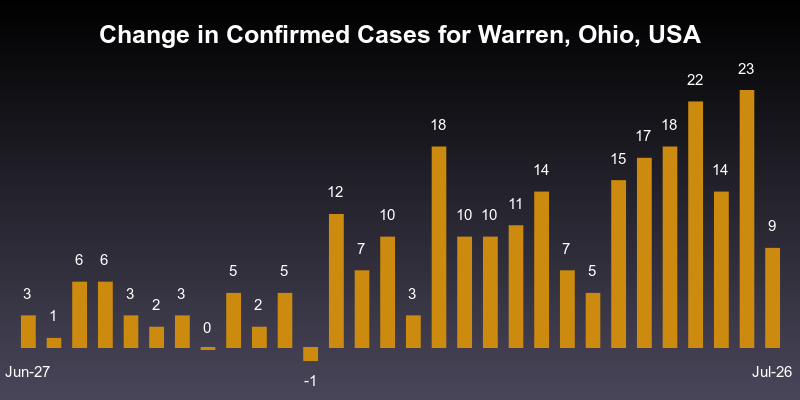 Change in Confirmed Cases for Warren, Ohio, USA
3 1 6 6 3 2 3 0 5 2 5 -1 12 7 10 3 18 10 10 11 14 7 5 15 17 18 22 14 23 9
Jun-27 Jul-26